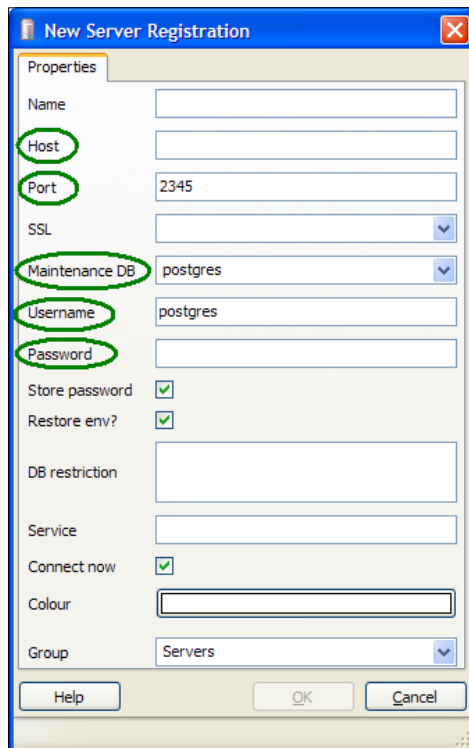 New Server Registration
Properties
Name
Host
Port 2345
SSL
Maintenance DB postgres
Username postgres
Password
Store password
Restore env?
DB restriction
Service
Connect now
Colour
Group Servers
Help OK Cancel